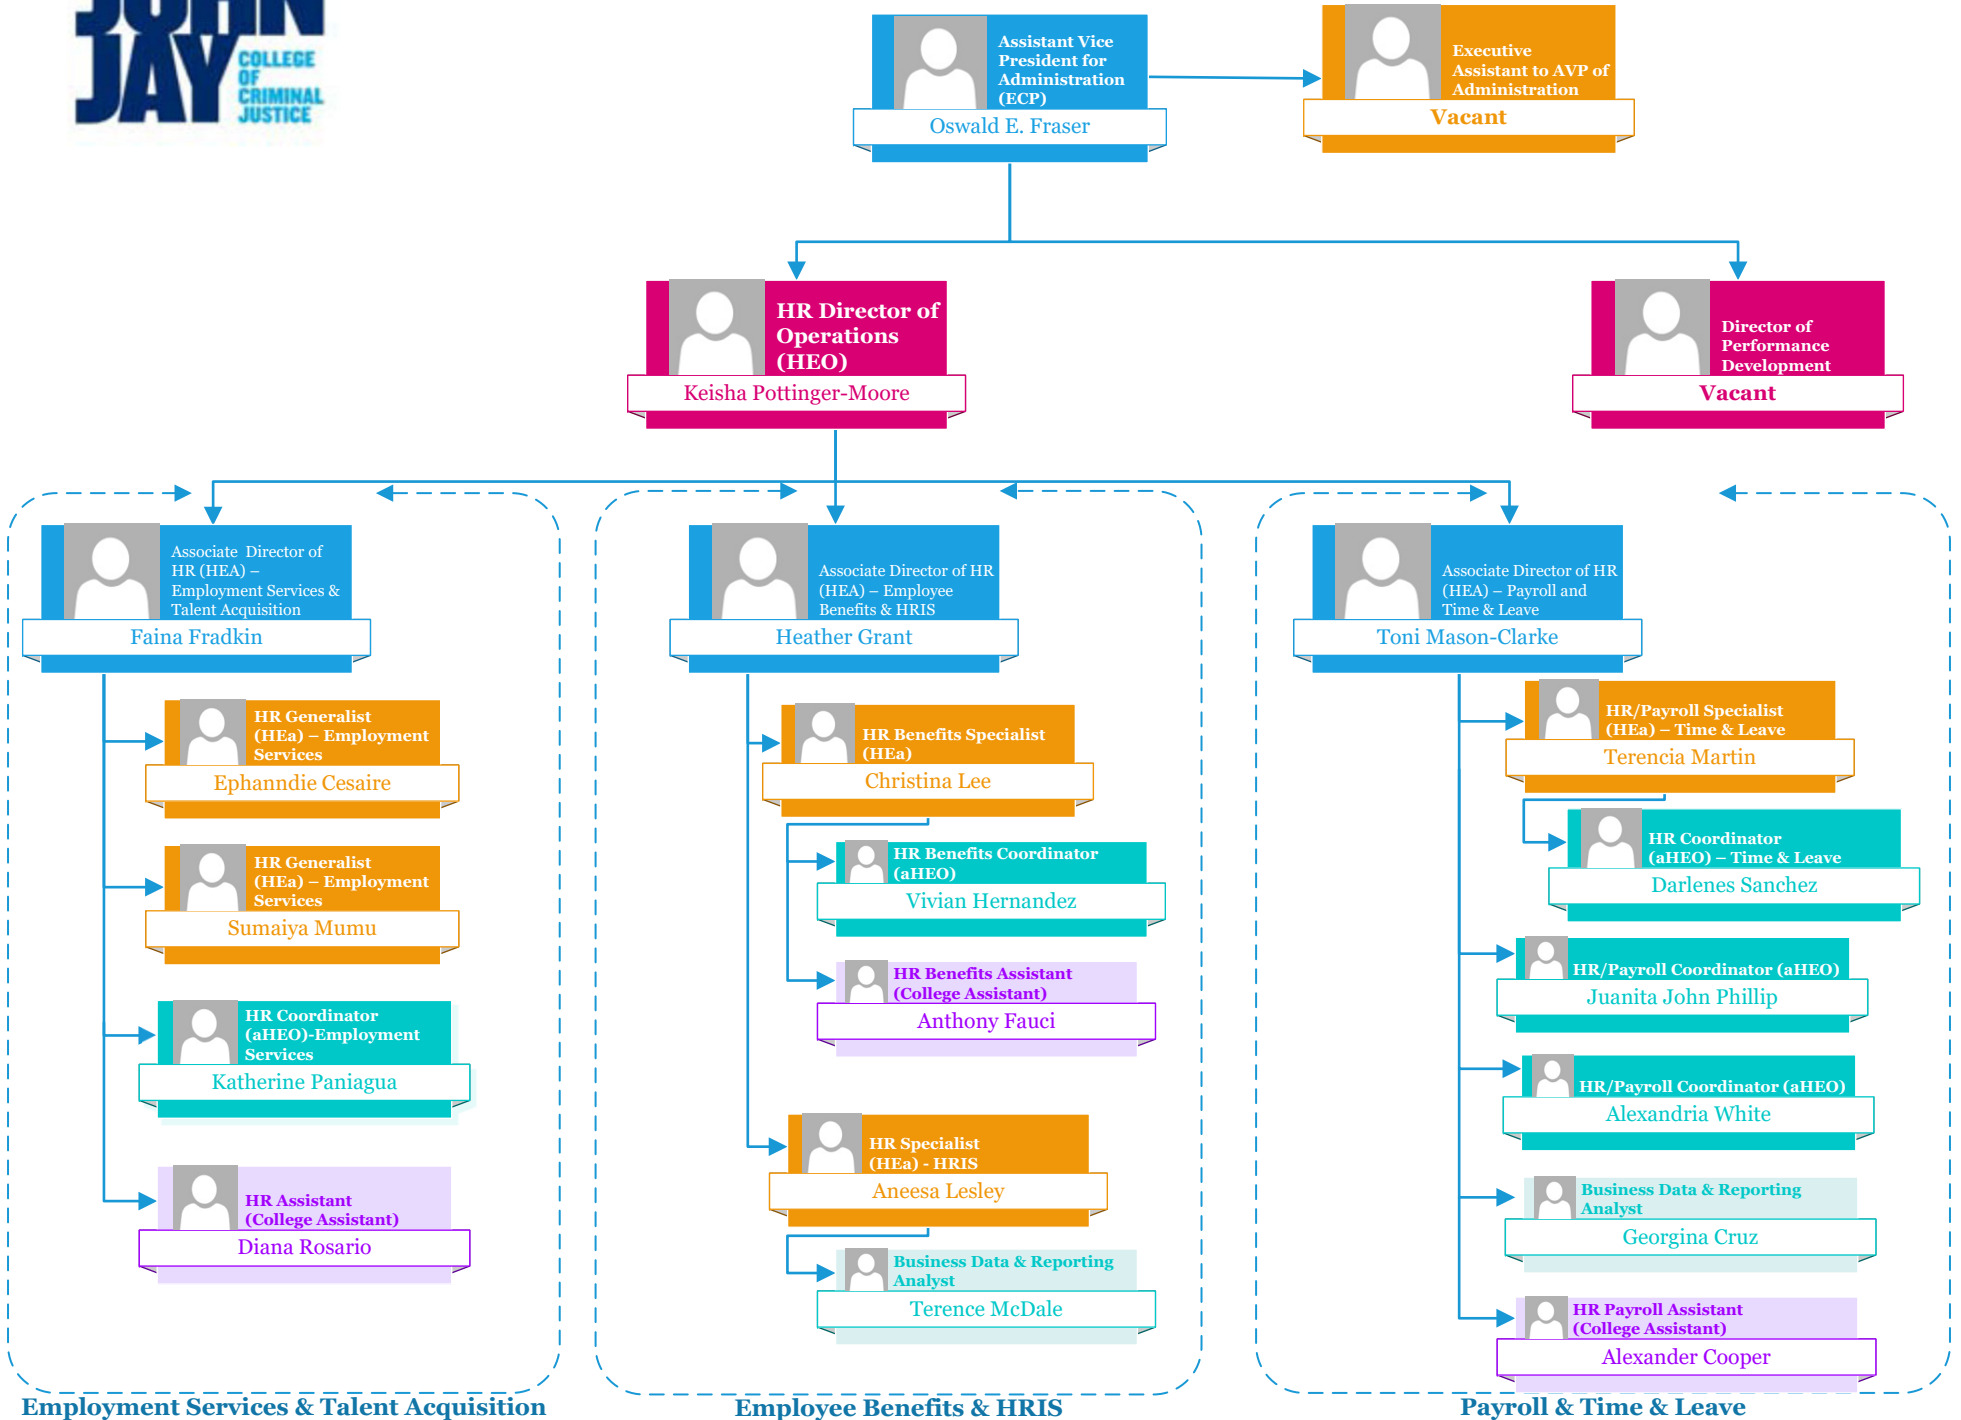 JOHN
JAY
COLLEGE
OF
CRIMINAL
JUSTICE
Assistant Vice
President for
Administration
(ECP)
Oswald E. Fraser
Executive
Assistant to AVP of
Administration
Vacant
HR Director of
Operations
(HEO)
Keisha Pottinger-Moore
Director of
Performance
Development
Vacant
Associate  Director of
HR (HEA) –
Employment Services &
Talent Acquisition
Faina Fradkin
HR Generalist
(HEa) – Employment
Services
Ephanndie Cesaire
HR Generalist
(HEa) – Employment
Services
Sumaiya Mumu
HR Coordinator
(aHEO)-Employment
Services
Katherine Paniagua
HR Assistant
(College Assistant)
Diana Rosario
Employment Services & Talent Acquisition
Associate Director of HR
(HEA) – Employee
Benefits & HRIS
Heather Grant
HR Benefits Specialist
(HEa)
Christina Lee
HR Benefits Coordinator
(aHEO)
Vivian Hernandez
HR Benefits Assistant
(College Assistant)
Anthony Fauci
HR Specialist
(HEa) - HRIS
Aneesa Lesley
Business Data & Reporting
Analyst
Terence McDale
Employee Benefits & HRIS
Associate Director of HR
(HEA) – Payroll and
Time & Leave
Toni Mason-Clarke
HR/Payroll Specialist
(HEa) – Time & Leave
Terencia Martin
HR Coordinator
(aHEO) – Time & Leave
Darlenes Sanchez
HR/Payroll Coordinator (aHEO)
Juanita John Phillip
HR/Payroll Coordinator (aHEO)
Alexandria White
Business Data & Reporting
Analyst
Georgina Cruz
HR Payroll Assistant
(College Assistant)
Alexander Cooper
Payroll & Time & Leave